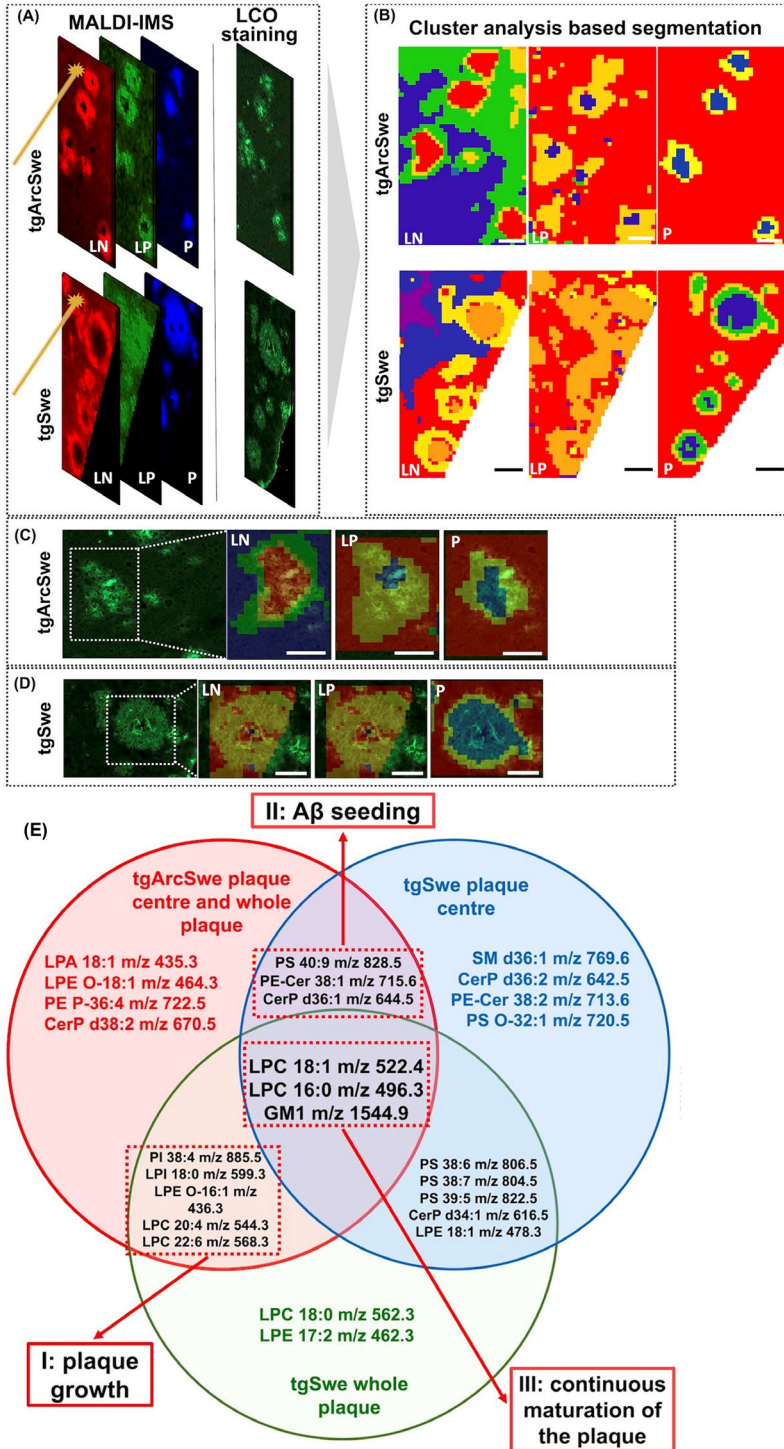 (A)
MALDI-IMS
LCO
staining
tgArcSwe
LN
LP
P
tgSwe
LN
LP
P
(B)
Cluster analysis based segmentation
tgArcSwe
LN
LP
P
tgSwe
LN
LP
P
(C)
tgArcSwe
LN
LP
P
(D)
tgSwe
LN
LP
P
(E)
II: Aβ seeding
tgArcSwe plaque
centre and whole
plaque
tgSwe plaque
centre
LPA 18:1 m/z 435.3
LPE O-18:1 m/z 464.3
PE P-36:4 m/z 722.5
CerP d38:2 m/z 670.5
PS 40:9 m/z 828.5
PE-Cer 38:1 m/z 715.6
CerP d36:1 m/z 644.5
SM d36:1 m/z 769.6
CerP d36:2 m/z 642.5
PE-Cer 38:2 m/z 713.6
PS O-32:1 m/z 720.5
LPC 18:1 m/z 522.4
LPC 16:0 m/z 496.3
GM1 m/z 1544.9
PI 38:4 m/z 885.5
LPI 18:0 m/z 599.3
LPE O-16:1 m/z
436.3
LPC 20:4 m/z 544.3
LPC 22:6 m/z 568.3
PS 38:6 m/z 806.5
PS 38:7 m/z 804.5
PS 39:5 m/z 822.5
CerP d34:1 m/z 616.5
LPE 18:1 m/z 478.3
LPC 18:0 m/z 562.3
LPE 17:2 m/z 462.3
tgSwe whole
plaque
I: plaque
growth
III: continuous
maturation of
the plaque